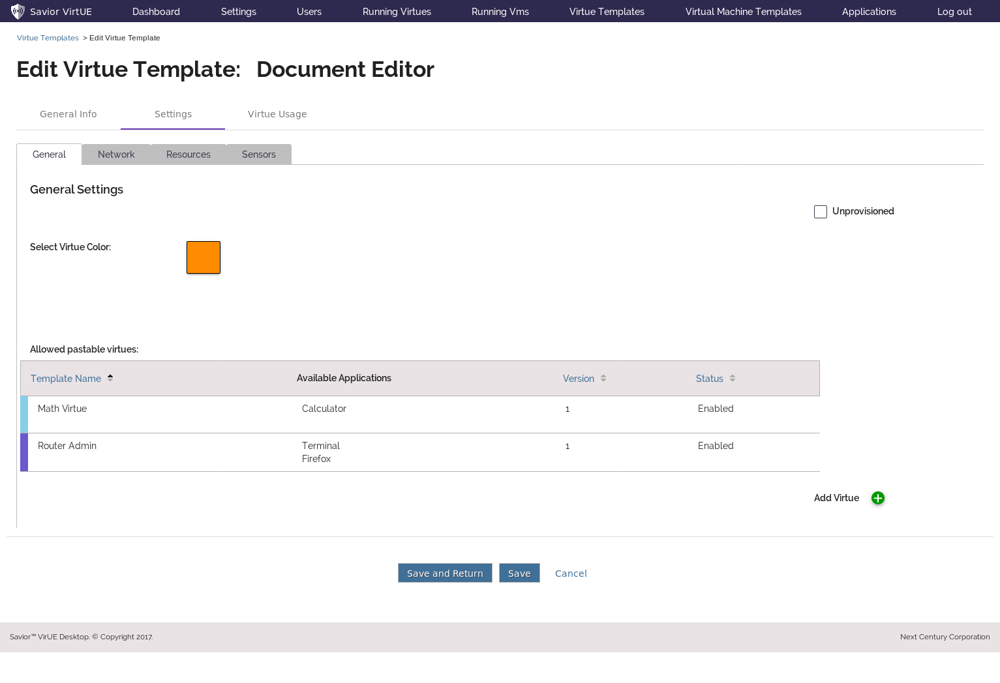 Savior VirtUE Dashboard Settings Users Running Virtues Running Vms Virtue Templates Virtual Machine Templates Applications Log out
Virtue Templates > Edit Virtue Template
Edit Virtue Template: Document Editor
General Info Settings Virtue Usage
General Network Resources Sensors
General Settings
Unprovisioned
Select Virtue Color:
Allowed pastable virtues:
Template Name Available Applications Version Status
Math Virtue Calculator 1 Enabled
Router Admin Terminal 1 Enabled
Firefox
Add Virtue
Save and Return Save Cancel
Savior™ VirUE Desktop. © Copyright 2017. Next Century Corporation